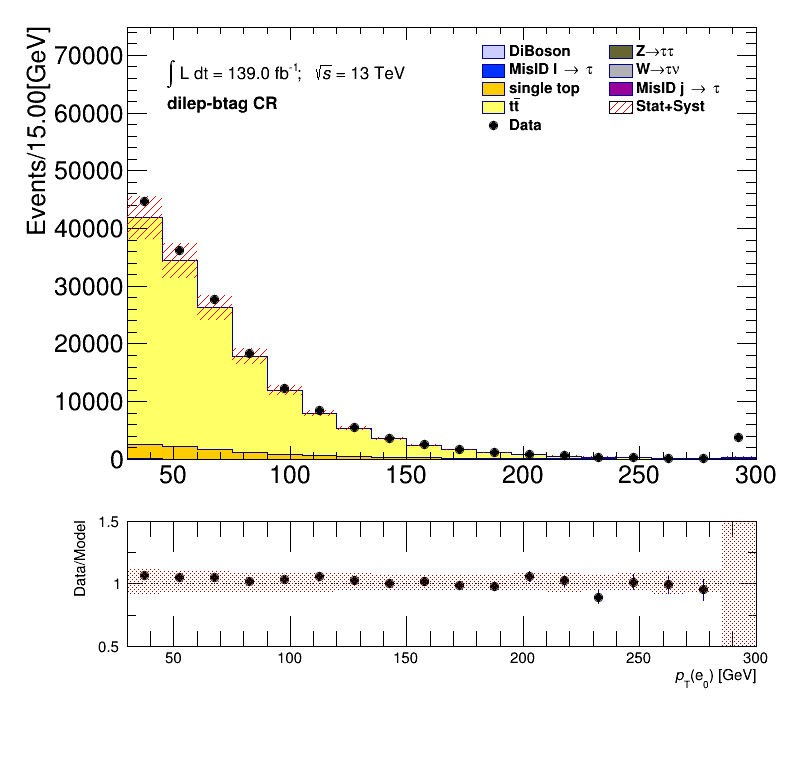 Events/15.00[GeV]
70000
60000
50000
40000
30000
20000
10000
0
∫ L dt = 139.0 fb⁻¹; √s = 13 TeV
dilep-btag CR
DiBoson
MisID l → τ
single top
tt̄
Data
Z→ττ
W→τν
MisID j → τ
Stat+Syst
50 100 150 200 250 300
Data/Model
1.5
1
0.5
50 100 150 200 250 300
p_T(e_0) [GeV]